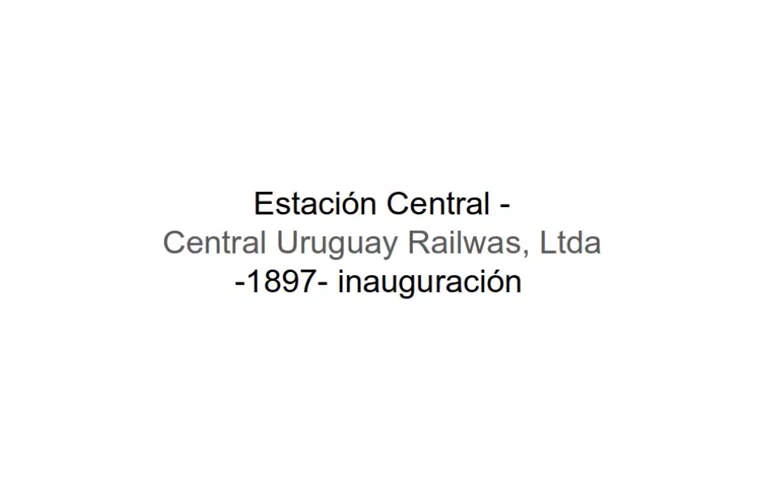 Estación Central -
Central Uruguay Railwas, Ltda
-1897- inauguración